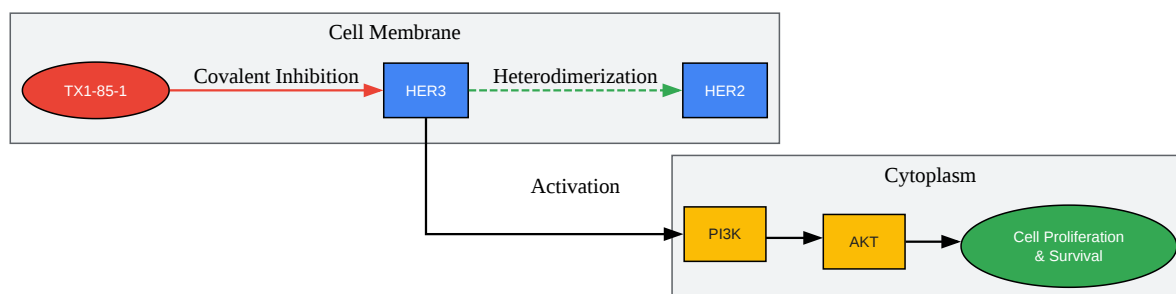 Cell Membrane
TX1-85-1
Covalent Inhibition
HER3
Heterodimerization
HER2
Activation
Cytoplasm
PI3K
AKT
Cell Proliferation
& Survival